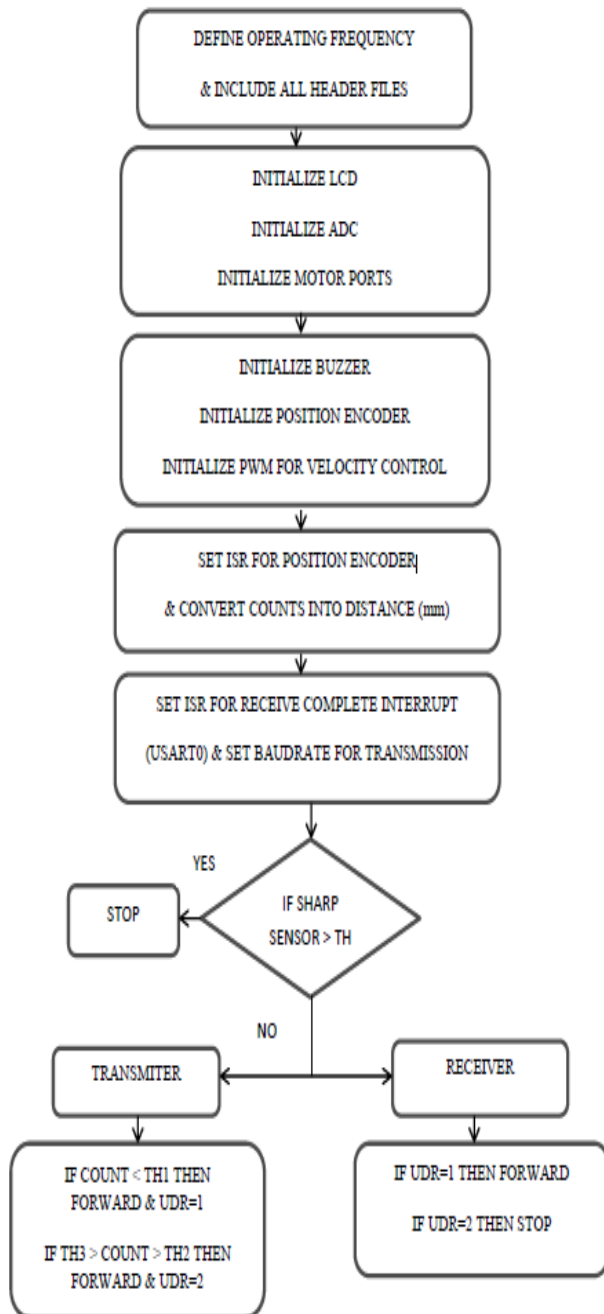 DEFINE OPERATING FREQUENCY
& INCLUDE ALL HEADER FILES
INITIALIZE LCD
INITIALIZE ADC
INITIALIZE MOTOR PORTS
INITIALIZE BUZZER
INITIALIZE POSITION ENCODER
INITIALIZE PWM FOR VELOCITY CONTROL
SET ISR FOR POSITION ENCODER
& CONVERT COUNTS INTO DISTANCE (mm)
SET ISR FOR RECEIVE COMPLETE INTERRUPT
(USART0) & SET BAUDRATE FOR TRANSMISSION
YES
STOP
IF SHARP
SENSOR > TH
NO
TRANSMITER
RECEIVER
IF COUNT < TH1 THEN
FORWARD & UDR=1
IF TH3 > COUNT > TH2 THEN
FORWARD & UDR=2
IF UDR=1 THEN FORWARD
IF UDR=2 THEN STOP